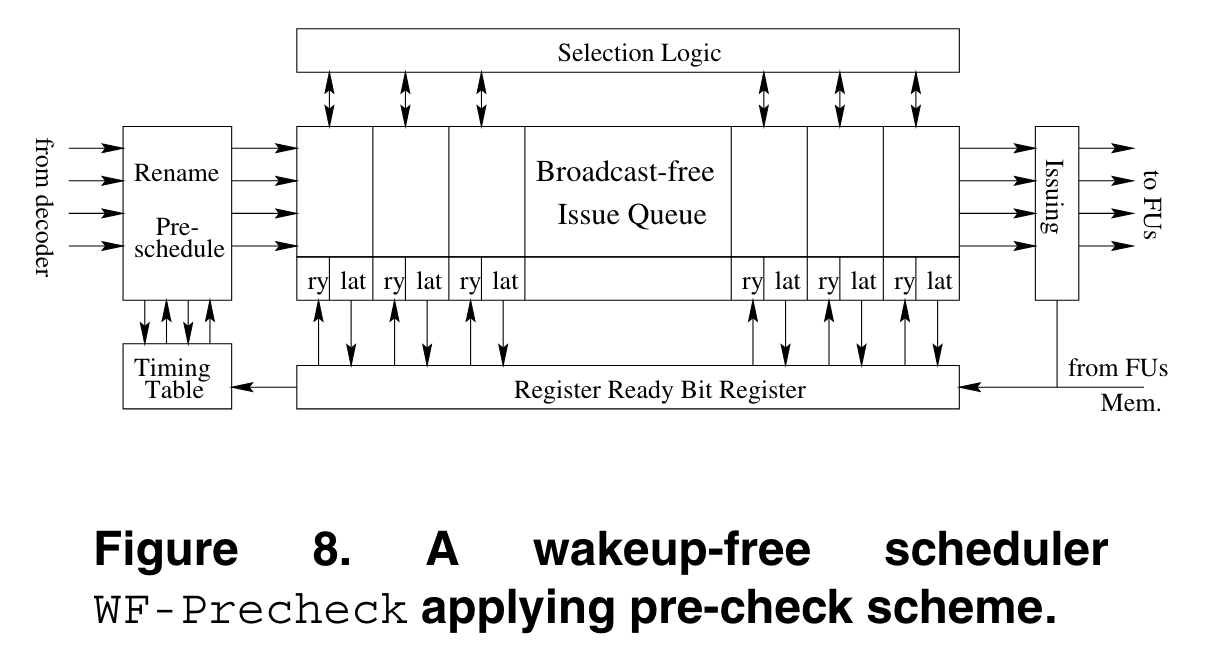 Selection Logic
from decoder
Rename
Pre-
schedule
Broadcast-free
Issue Queue
Issuing
to FUs
ry lat ry lat ry lat ry lat ry lat ry lat
Timing
Table
Register Ready Bit Register
from FUs
Mem.
Figure 8. A wakeup-free scheduler
WF-Precheck applying pre-check scheme.